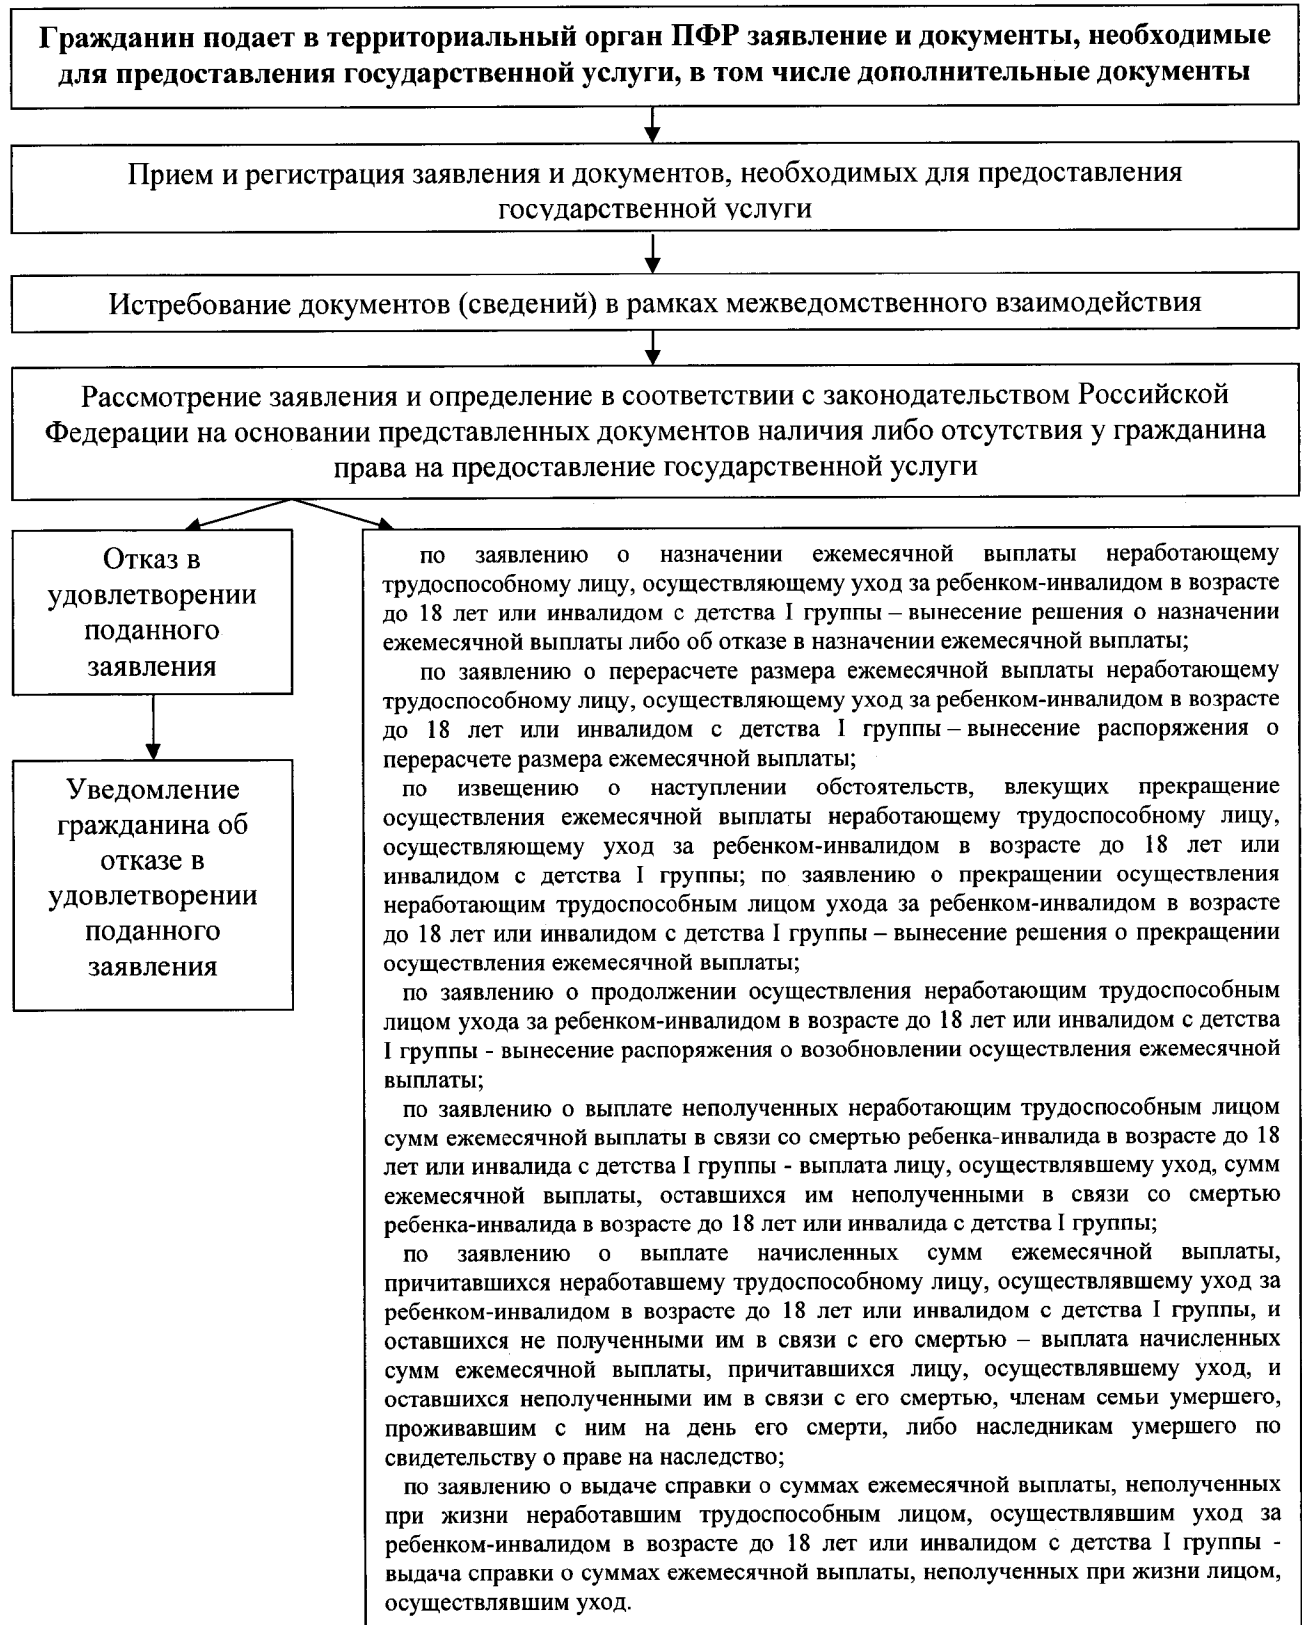 Гражданин подает в территориальный орган ПФР заявление и документы, необходимые
для предоставления государственной услуги, в том числе дополнительные документы
Прием и регистрация заявления и документов, необходимых для предоставления
государственной услуги
Истребование документов (сведений) в рамках межведомственного взаимодействия
Рассмотрение заявления и определение в соответствии с законодательством Российской
Федерации на основании представленных документов наличия либо отсутствия у гражданина
права на предоставление государственной услуги
Отказ в
удовлетворении
поданного
заявления
Уведомление
гражданина об
отказе в
удовлетворении
поданного
заявления
по заявлению о назначении ежемесячной выплаты неработающему
трудоспособному лицу, осуществляющему уход за ребенком-инвалидом в возрасте
до 18 лет или инвалидом с детства I группы – вынесение решения о назначении
ежемесячной выплаты либо об отказе в назначении ежемесячной выплаты;
по заявлению о перерасчете размера ежемесячной выплаты неработающему
трудоспособному лицу, осуществляющему уход за ребенком-инвалидом в возрасте
до 18 лет или инвалидом с детства I группы – вынесение распоряжения о
перерасчете размера ежемесячной выплаты;
по извещению о наступлении обстоятельств, влекущих прекращение
осуществления ежемесячной выплаты неработающему трудоспособному лицу,
осуществляющему уход за ребенком-инвалидом в возрасте до 18 лет или
инвалидом с детства I группы; по заявлению о прекращении осуществления
неработающим трудоспособным лицом ухода за ребенком-инвалидом в возрасте
до 18 лет или инвалидом с детства I группы – вынесение решения о прекращении
осуществления ежемесячной выплаты;
по заявлению о продолжении осуществления неработающим трудоспособным
лицом ухода за ребенком-инвалидом в возрасте до 18 лет или инвалидом с детства
I группы - вынесение распоряжения о возобновлении осуществления ежемесячной
выплаты;
по заявлению о выплате неполученных неработающим трудоспособным лицом
сумм ежемесячной выплаты в связи со смертью ребенка-инвалида в возрасте до 18
лет или инвалида с детства I группы - выплата лицу, осуществлявшему уход, сумм
ежемесячной выплаты, оставшихся им неполученными в связи со смертью
ребенка-инвалида в возрасте до 18 лет или инвалида с детства I группы;
по заявлению о выплате начисленных сумм ежемесячной выплаты,
причитавшихся неработавшему трудоспособному лицу, осуществлявшему уход за
ребенком-инвалидом в возрасте до 18 лет или инвалидом с детства I группы, и
оставшихся не полученными им в связи с его смертью – выплата начисленных
сумм ежемесячной выплаты, причитавшихся лицу, осуществлявшему уход, и
оставшихся неполученными им в связи с его смертью, членам семьи умершего,
проживавшим с ним на день его смерти, либо наследникам умершего по
свидетельству о праве на наследство;
по заявлению о выдаче справки о суммах ежемесячной выплаты, неполученных
при жизни неработавшим трудоспособным лицом, осуществлявшим уход за
ребенком-инвалидом в возрасте до 18 лет или инвалидом с детства I группы -
выдача справки о суммах ежемесячной выплаты, неполученных при жизни лицом,
осуществлявшим уход.